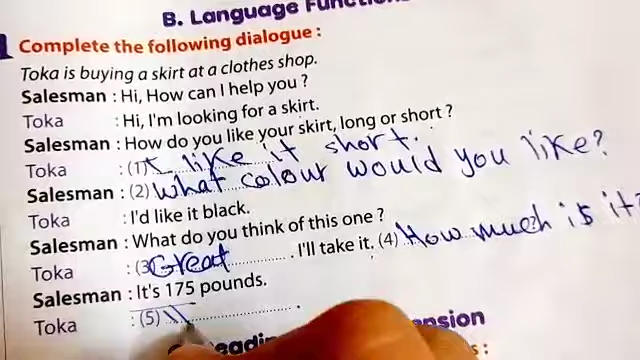 B. Language Function
Complete the following dialogue :
Toka is buying a skirt at a clothes shop.
Salesman : Hi, How can I help you ?
Toka : Hi, I'm looking for a skirt.
Salesman : How do you like your skirt, long or short ?
Toka : (1) I like it short.
Salesman : (2) What colour would you like?
Toka : I'd like it black.
Salesman : What do you think of this one ?
Toka : (3) Great . I'll take it. (4) How much is it?
Salesman : It's 175 pounds.
Toka : (5)